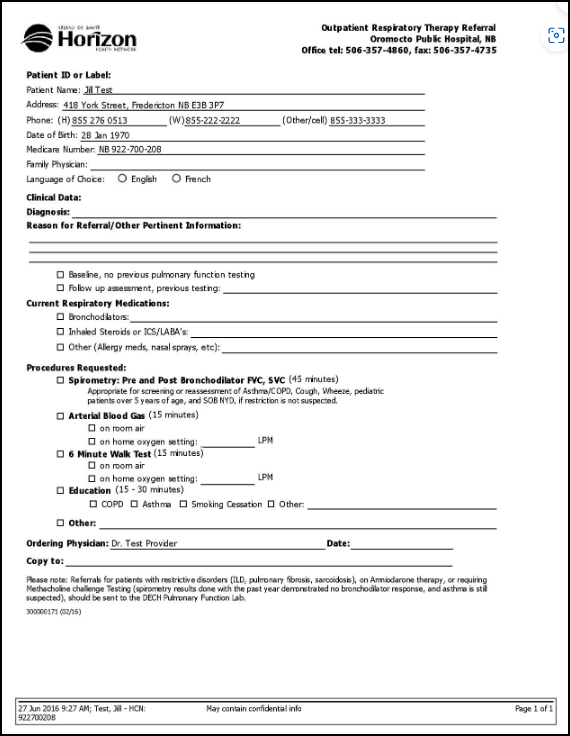 RÉSEAU DE SANTÉ
Horizon
HEALTH NETWORK
Outpatient Respiratory Therapy Referral
Oromocto Public Hospital, NB
Office tel: 506-357-4860, fax: 506-357-4735
Patient ID or Label:
Patient Name: Jill Test
Address: 418 York Street, Fredericton NB E3B 3P7
Phone: (H) 855 276 0513 (W) 855-222-2222 (Other/cell) 855-333-3333
Date of Birth: 28 Jan 1970
Medicare Number: NB 922-700-208
Family Physician:
Language of Choice: English French
Clinical Data:
Diagnosis:
Reason for Referral/Other Pertinent Information:
Baseline, no previous pulmonary function testing
Follow up assessment, previous testing:
Current Respiratory Medications:
Bronchodilators:
Inhaled Steroids or ICS/LABA's:
Other (Allergy meds, nasal sprays, etc):
Procedures Requested:
Spirometry: Pre and Post Bronchodilator FVC, SVC (45 minutes)
Appropriate for screening or reassessment of Asthma/COPD, Cough, Wheeze, pediatric
patients over 5 years of age, and SOB NYD, if restriction is not suspected.
Arterial Blood Gas (15 minutes)
on room air
on home oxygen setting: LPM
6 Minute Walk Test (15 minutes)
on room air
on home oxygen setting: LPM
Education (15 - 30 minutes)
COPD Asthma Smoking Cessation Other:
Other:
Ordering Physician: Dr. Test Provider Date:
Copy to:
Please note: Referrals for patients with restrictive disorders (ILD, pulmonary fibrosis, sarcoidosis), on Amiodarone therapy, or requiring
Methacholine challenge Testing (spirometry results done with the past year demonstrated no bronchodilator response, and asthma is still
suspected), should be sent to the DECH Pulmonary Function Lab.
300000171 (02/16)
27 Jun 2016 9:27 AM; Test, Jill - HCN: May contain confidential info Page 1 of 1
922700208